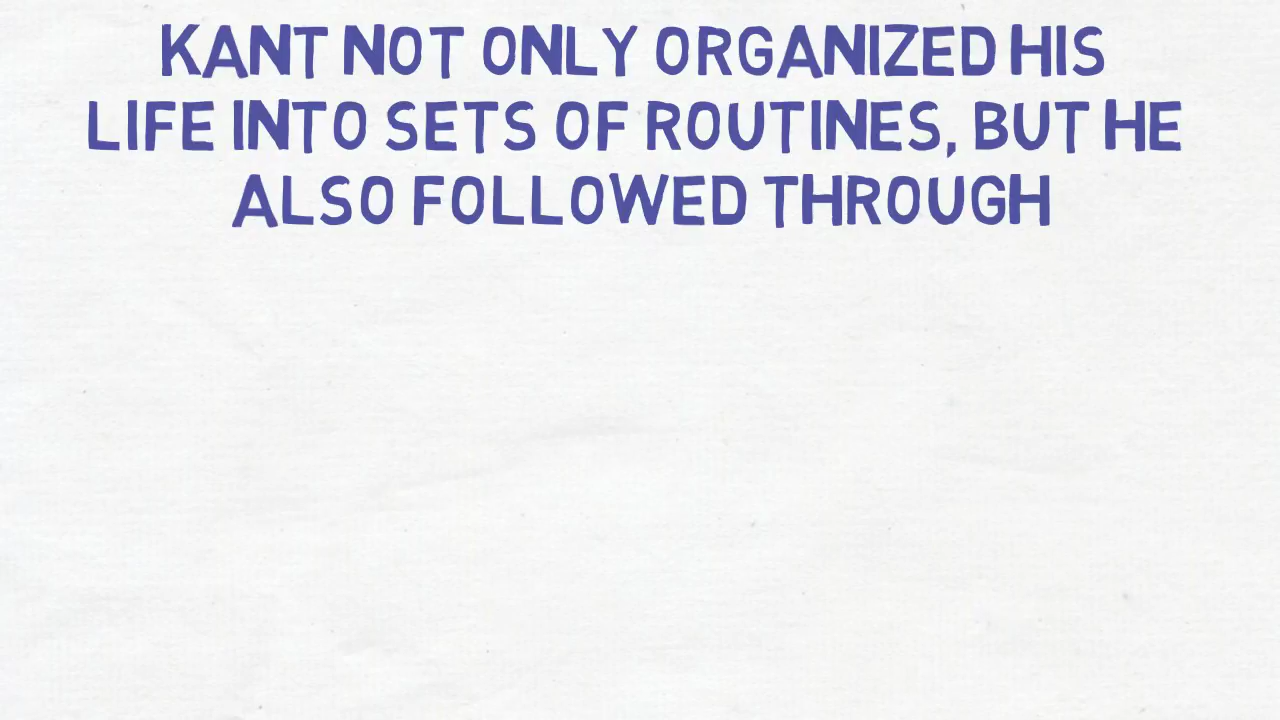 KANT NOT ONLY ORGANIZED HIS
LIFE INTO SETS OF ROUTINES, BUT HE
ALSO FOLLOWED THROUGH